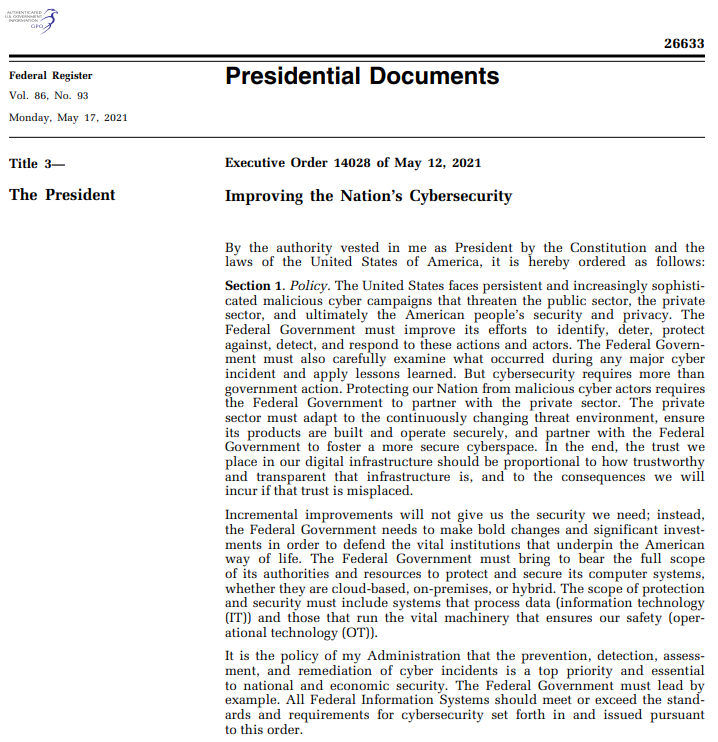 AUTHENTICATED
U.S. GOVERNMENT
INFORMATION
GPO
26633
Federal Register
Vol. 86, No. 93
Monday, May 17, 2021
Presidential Documents
Title 3—
The President
Executive Order 14028 of May 12, 2021
Improving the Nation’s Cybersecurity
By the authority vested in me as President by the Constitution and the
laws of the United States of America, it is hereby ordered as follows:
Section 1. Policy. The United States faces persistent and increasingly sophisti-
cated malicious cyber campaigns that threaten the public sector, the private
sector, and ultimately the American people’s security and privacy. The
Federal Government must improve its efforts to identify, deter, protect
against, detect, and respond to these actions and actors. The Federal Govern-
ment must also carefully examine what occurred during any major cyber
incident and apply lessons learned. But cybersecurity requires more than
government action. Protecting our Nation from malicious cyber actors requires
the Federal Government to partner with the private sector. The private
sector must adapt to the continuously changing threat environment, ensure
its products are built and operate securely, and partner with the Federal
Government to foster a more secure cyberspace. In the end, the trust we
place in our digital infrastructure should be proportional to how trustworthy
and transparent that infrastructure is, and to the consequences we will
incur if that trust is misplaced.
Incremental improvements will not give us the security we need; instead,
the Federal Government needs to make bold changes and significant invest-
ments in order to defend the vital institutions that underpin the American
way of life. The Federal Government must bring to bear the full scope
of its authorities and resources to protect and secure its computer systems,
whether they are cloud-based, on-premises, or hybrid. The scope of protection
and security must include systems that process data (information technology
(IT)) and those that run the vital machinery that ensures our safety (oper-
ational technology (OT)).
It is the policy of my Administration that the prevention, detection, assess-
ment, and remediation of cyber incidents is a top priority and essential
to national and economic security. The Federal Government must lead by
example. All Federal Information Systems should meet or exceed the stand-
ards and requirements for cybersecurity set forth in and issued pursuant
to this order.